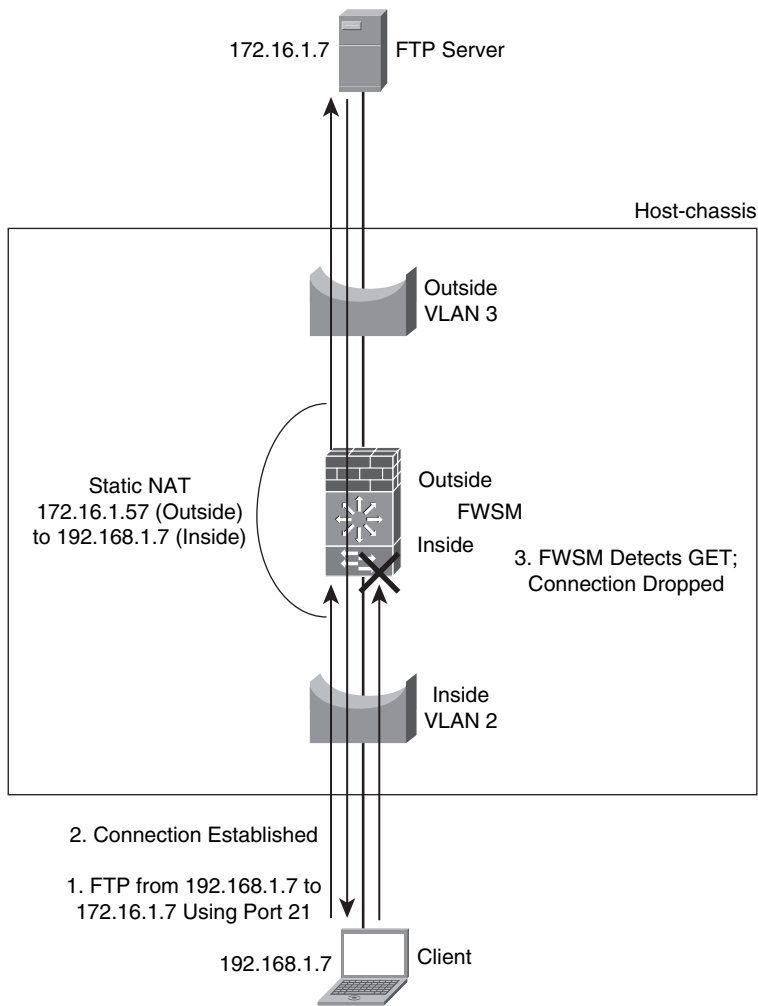 172.16.1.7
FTP Server
Host-chassis
Outside
VLAN 3
Static NAT
172.16.1.57 (Outside)
to 192.168.1.7 (Inside)
Outside
FWSM
Inside
3. FWSM Detects GET;
Connection Dropped
Inside
VLAN 2
2. Connection Established
1. FTP from 192.168.1.7 to
172.16.1.7 Using Port 21
192.168.1.7
Client